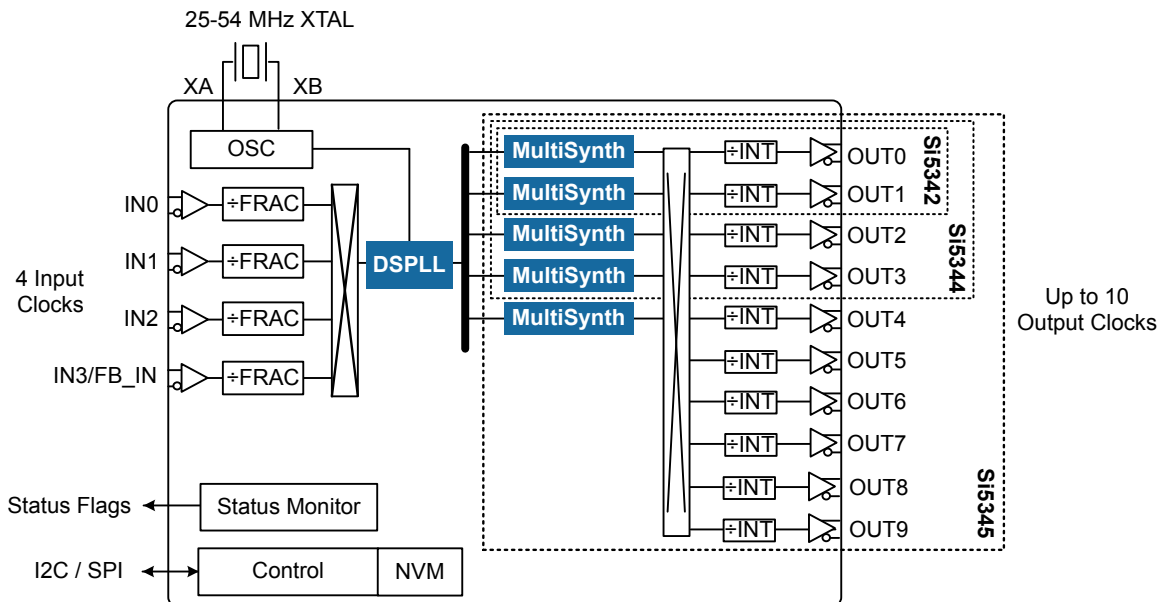 25-54 MHz XTAL
XA
XB
OSC
IN0
÷FRAC
IN1
÷FRAC
4 Input
Clocks
IN2
÷FRAC
IN3/FB_IN
÷FRAC
DSPLL
MultiSynth
MultiSynth
MultiSynth
MultiSynth
MultiSynth
÷INT
OUT0
÷INT
OUT1
÷INT
OUT2
÷INT
OUT3
÷INT
OUT4
÷INT
OUT5
÷INT
OUT6
÷INT
OUT7
÷INT
OUT8
÷INT
OUT9
Si5342
Si5344
Si5345
Up to 10
Output Clocks
Status Flags
Status Monitor
I2C / SPI
Control
NVM